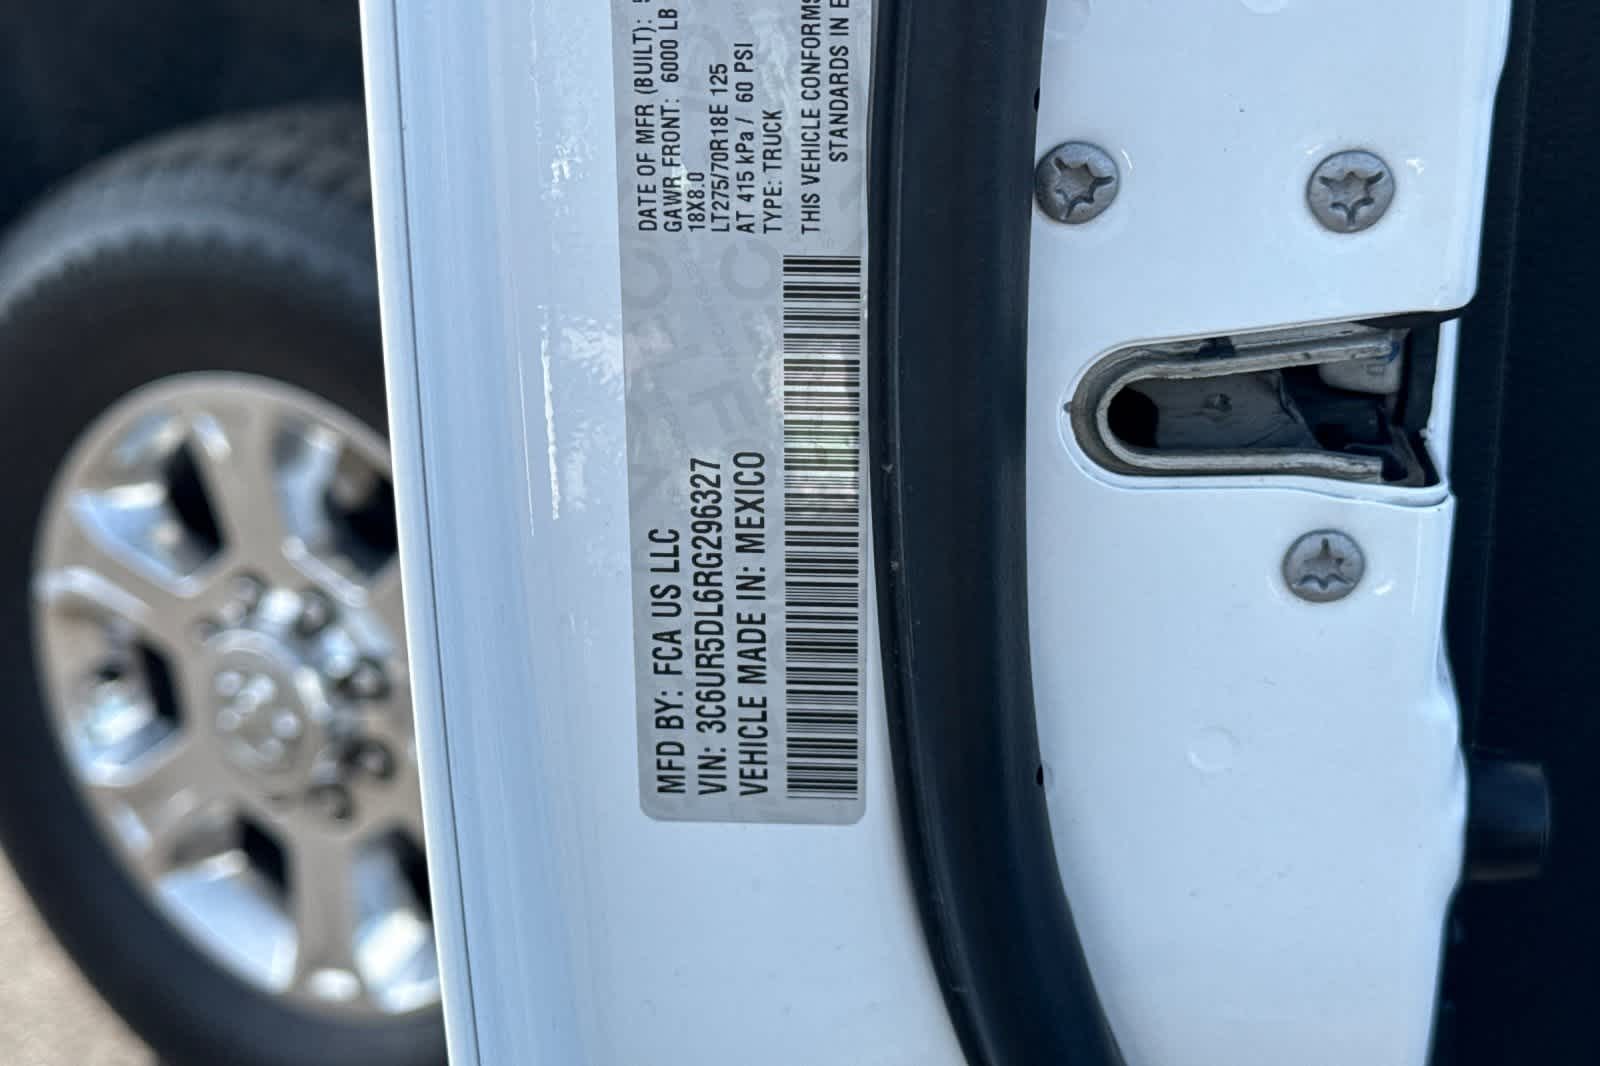 MFD BY: FCA US LLC
VIN: 3C6UR5DL6RG296327
VEHICLE MADE IN: MEXICO
DATE OF MFR (BUILT):
GAWR FRONT: 6000 LB
18X8.0
LT275/70R18E 125
AT 415 kPa / 60 PSI
TYPE: TRUCK
THIS VEHICLE CONFORMS
STANDARDS IN E